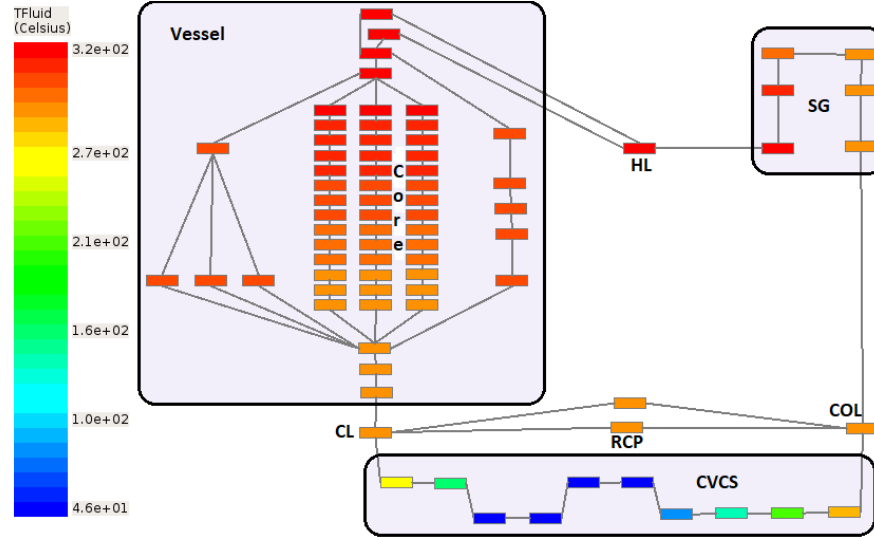 TFluid
(Celsius)
3.2e+02
2.7e+02
2.1e+02
1.6e+02
1.0e+02
4.6e+01
Vessel
C
o
r
e
HL
SG
CL
RCP
COL
CVCS